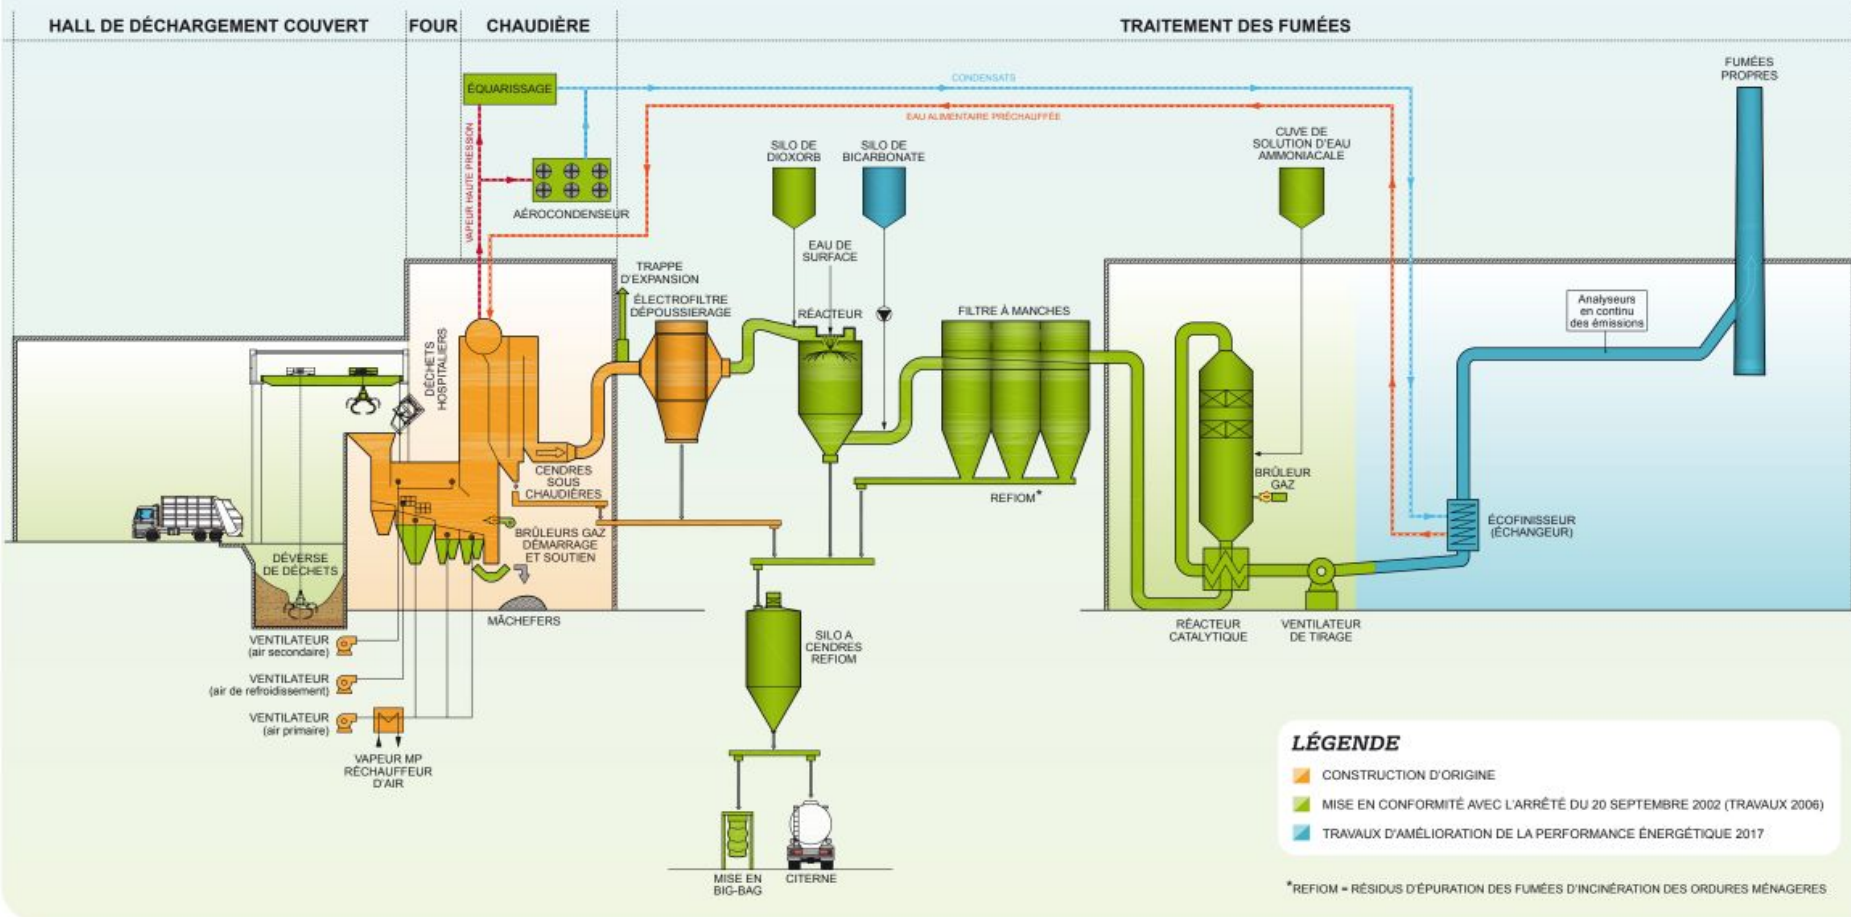 HALL DE DÉCHARGEMENT COUVERT
FOUR
CHAUDIÈRE
TRAITEMENT DES FUMÉES
FUMÉES
PROPRES
ÉQUARISSAGE
CONDENSATS
EAU ALIMENTAIRE PRÉCHAUFFÉE
VAPEUR HAUTE PRESSION
AÉROCONDENSEUR
SILO DE
DIOXORB
SILO DE
BICARBONATE
CUVE DE
SOLUTION D'EAU
AMMONIACALE
EAU DE
SURFACE
TRAPPE
D'EXPANSION
ÉLECTROFILTRE
DÉPOUSSIERAGE
RÉACTEUR
FILTRE À MANCHES
Analyseurs
en continu
des émissions
DÉCHETS
HOSPITALIERS
CENDRES
SOUS
CHAUDIÈRES
REFIOM*
BRÛLEUR
GAZ
ÉCOFINISSEUR
(ÉCHANGEUR)
BRÛLEURS GAZ
DÉMARRAGE
ET SOUTIEN
DÉVERSE
DE DÉCHETS
MÂCHEFERS
RÉACTEUR
CATALYTIQUE
VENTILATEUR
DE TIRAGE
VENTILATEUR
(air secondaire)
SILO A
CENDRES
REFIOM
VENTILATEUR
(air de refroidissement)
VENTILATEUR
(air primaire)
VAPEUR MP
RÉCHAUFFEUR
D'AIR
MISE EN
BIG-BAG
CITERNE
LÉGENDE
CONSTRUCTION D'ORIGINE
MISE EN CONFORMITÉ AVEC L'ARRÊTÉ DU 20 SEPTEMBRE 2002 (TRAVAUX 2006)
TRAVAUX D'AMÉLIORATION DE LA PERFORMANCE ÉNERGÉTIQUE 2017
*REFIOM = RÉSIDUS D'ÉPURATION DES FUMÉES D'INCINÉRATION DES ORDURES MÉNAGERES